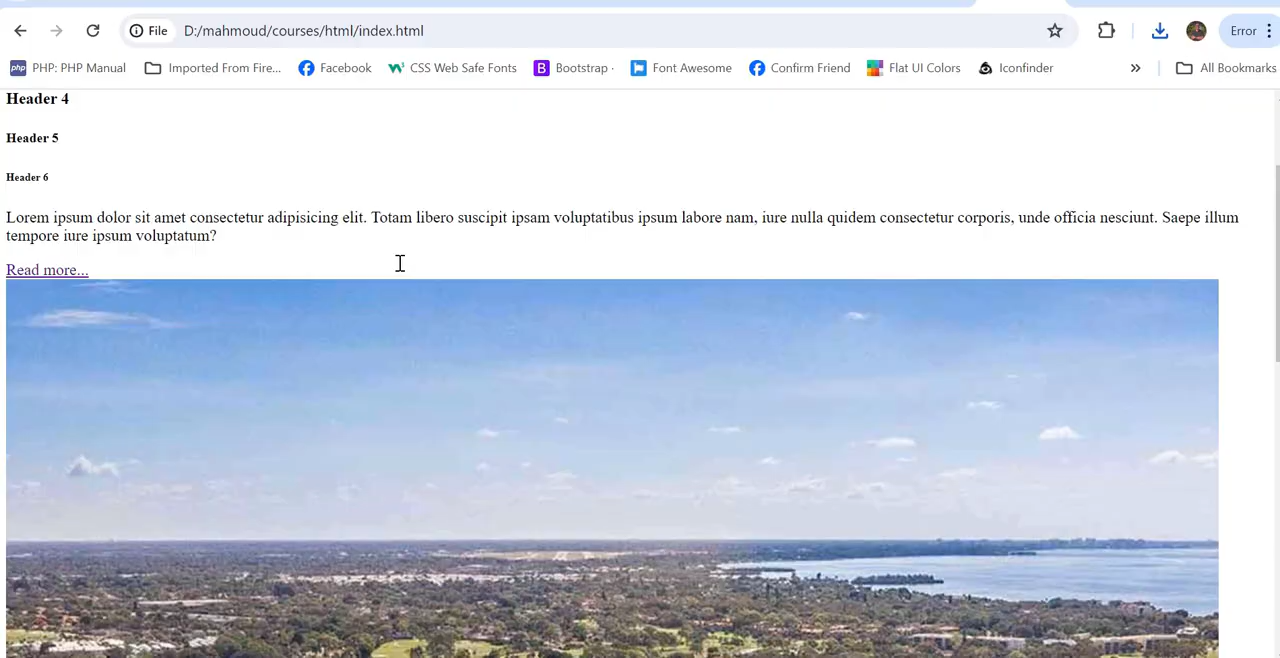 File D:/mahmoud/courses/html/index.html Error
php PHP: PHP Manual Imported From Fire... Facebook CSS Web Safe Fonts B Bootstrap · Font Awesome Confirm Friend Flat UI Colors Iconfinder » All Bookmarks
Header 4
Header 5
Header 6
Lorem ipsum dolor sit amet consectetur adipisicing elit. Totam libero suscipit ipsam voluptatibus ipsum labore nam, iure nulla quidem consectetur corporis, unde officia nesciunt. Saepe illum
tempore iure ipsum voluptatum?
Read more...